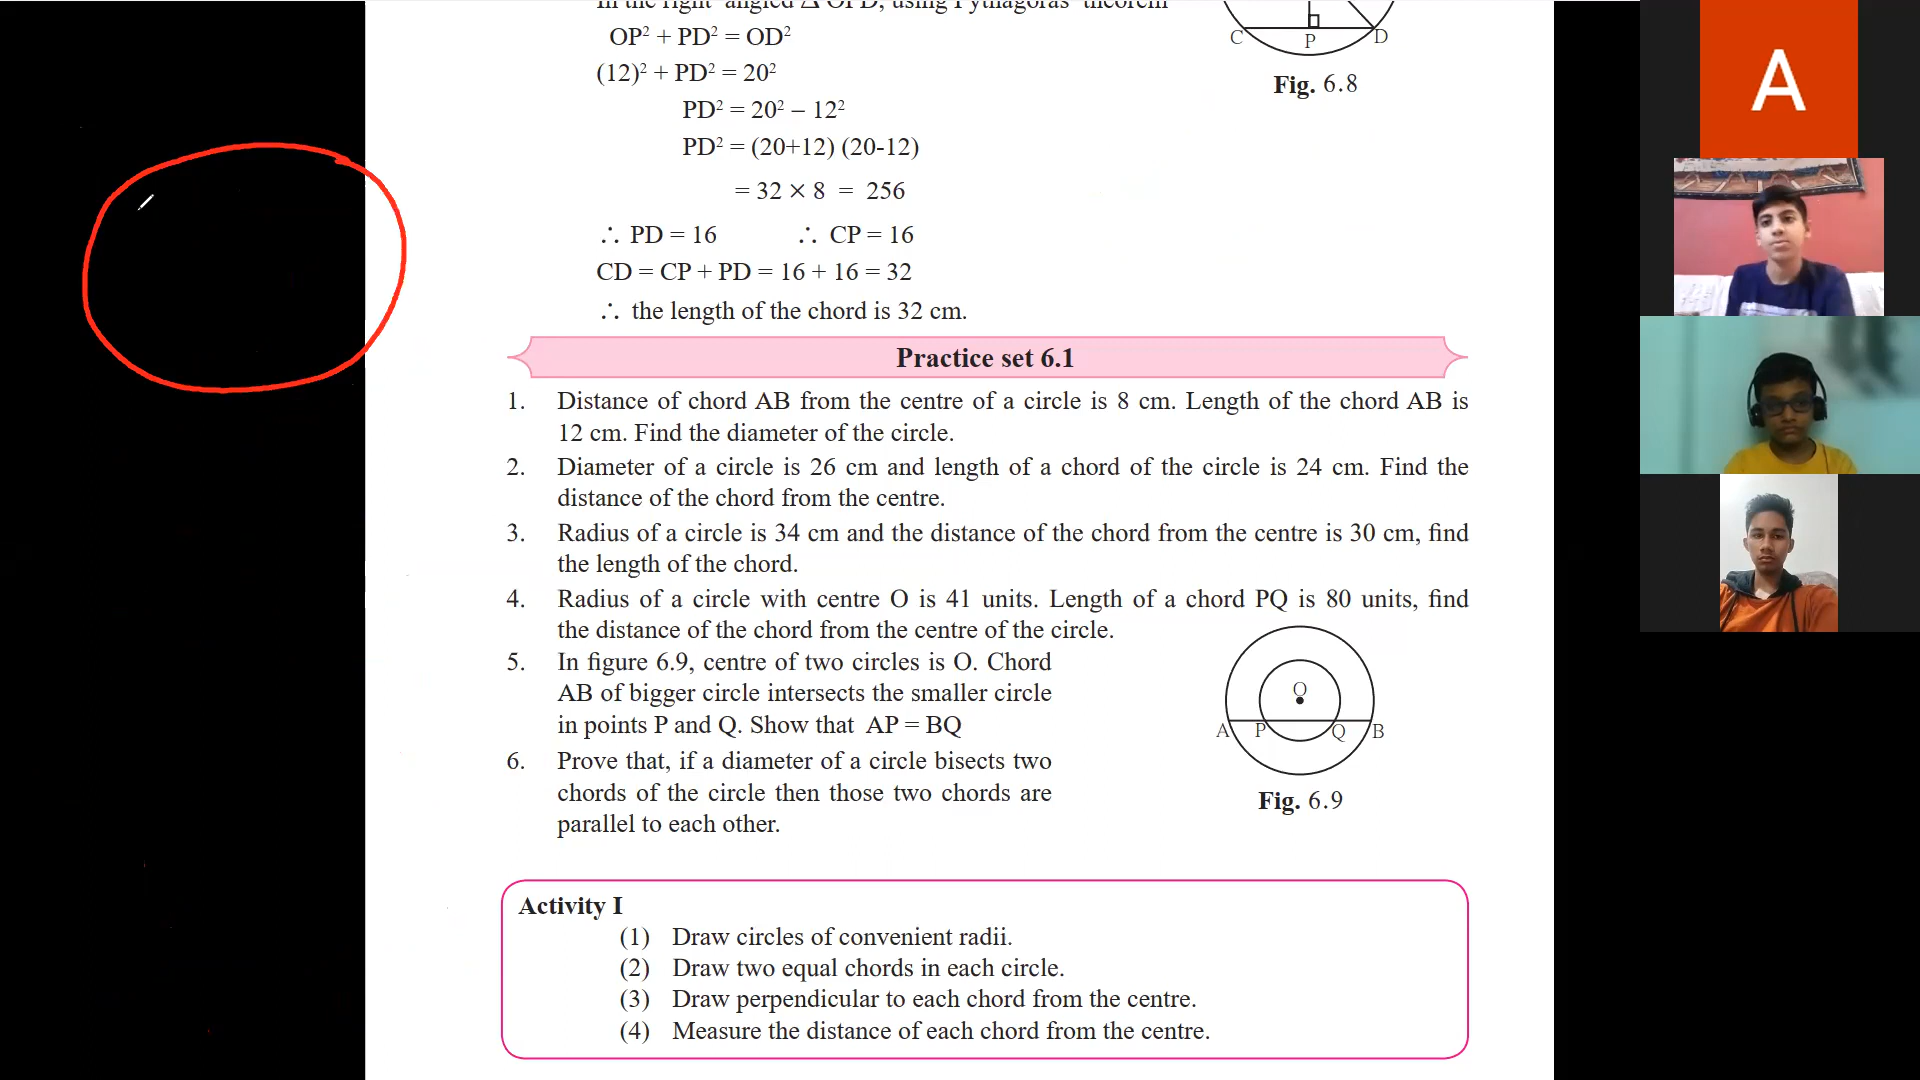 In the right angled △ OPD, using Pythagoras' theorem
OP² + PD² = OD²
(12)² + PD² = 20²
PD² = 20² – 12²
PD² = (20+12) (20-12)
= 32 × 8 = 256
∴ PD = 16 ∴ CP = 16
CD = CP + PD = 16 + 16 = 32
∴ the length of the chord is 32 cm.
C P D
Fig. 6.8
A
Practice set 6.1
1. Distance of chord AB from the centre of a circle is 8 cm. Length of the chord AB is
12 cm. Find the diameter of the circle.
2. Diameter of a circle is 26 cm and length of a chord of the circle is 24 cm. Find the
distance of the chord from the centre.
3. Radius of a circle is 34 cm and the distance of the chord from the centre is 30 cm, find
the length of the chord.
4. Radius of a circle with centre O is 41 units. Length of a chord PQ is 80 units, find
the distance of the chord from the centre of the circle.
5. In figure 6.9, centre of two circles is O. Chord
AB of bigger circle intersects the smaller circle
in points P and Q. Show that AP = BQ
6. Prove that, if a diameter of a circle bisects two
chords of the circle then those two chords are
parallel to each other.
O
A P Q B
Fig. 6.9
Activity I
(1) Draw circles of convenient radii.
(2) Draw two equal chords in each circle.
(3) Draw perpendicular to each chord from the centre.
(4) Measure the distance of each chord from the centre.